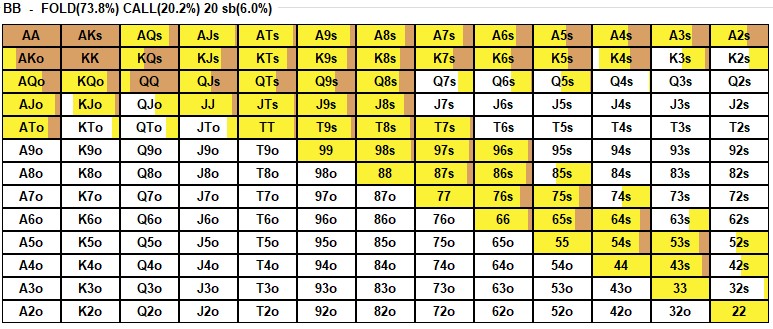 BB - FOLD(73.8%) CALL(20.2%) 20 sb(6.0%)
AA AKs AQs AJs ATs A9s A8s A7s A6s A5s A4s A3s A2s
AKo KK KQs KJs KTs K9s K8s K7s K6s K5s K4s K3s K2s
AQo KQo QQ QJs QTs Q9s Q8s Q7s Q6s Q5s Q4s Q3s Q2s
AJo KJo QJo JJ JTs J9s J8s J7s J6s J5s J4s J3s J2s
ATo KTo QTo JTo TT T9s T8s T7s T6s T5s T4s T3s T2s
A9o K9o Q9o J9o T9o 99 98s 97s 96s 95s 94s 93s 92s
A8o K8o Q8o J8o T8o 98o 88 87s 86s 85s 84s 83s 82s
A7o K7o Q7o J7o T7o 97o 87o 77 76s 75s 74s 73s 72s
A6o K6o Q6o J6o T6o 96o 86o 76o 66 65s 64s 63s 62s
A5o K5o Q5o J5o T5o 95o 85o 75o 65o 55 54s 53s 52s
A4o K4o Q4o J4o T4o 94o 84o 74o 64o 54o 44 43s 42s
A3o K3o Q3o J3o T3o 93o 83o 73o 63o 53o 43o 33 32s
A2o K2o Q2o J2o T2o 92o 82o 72o 62o 52o 42o 32o 22